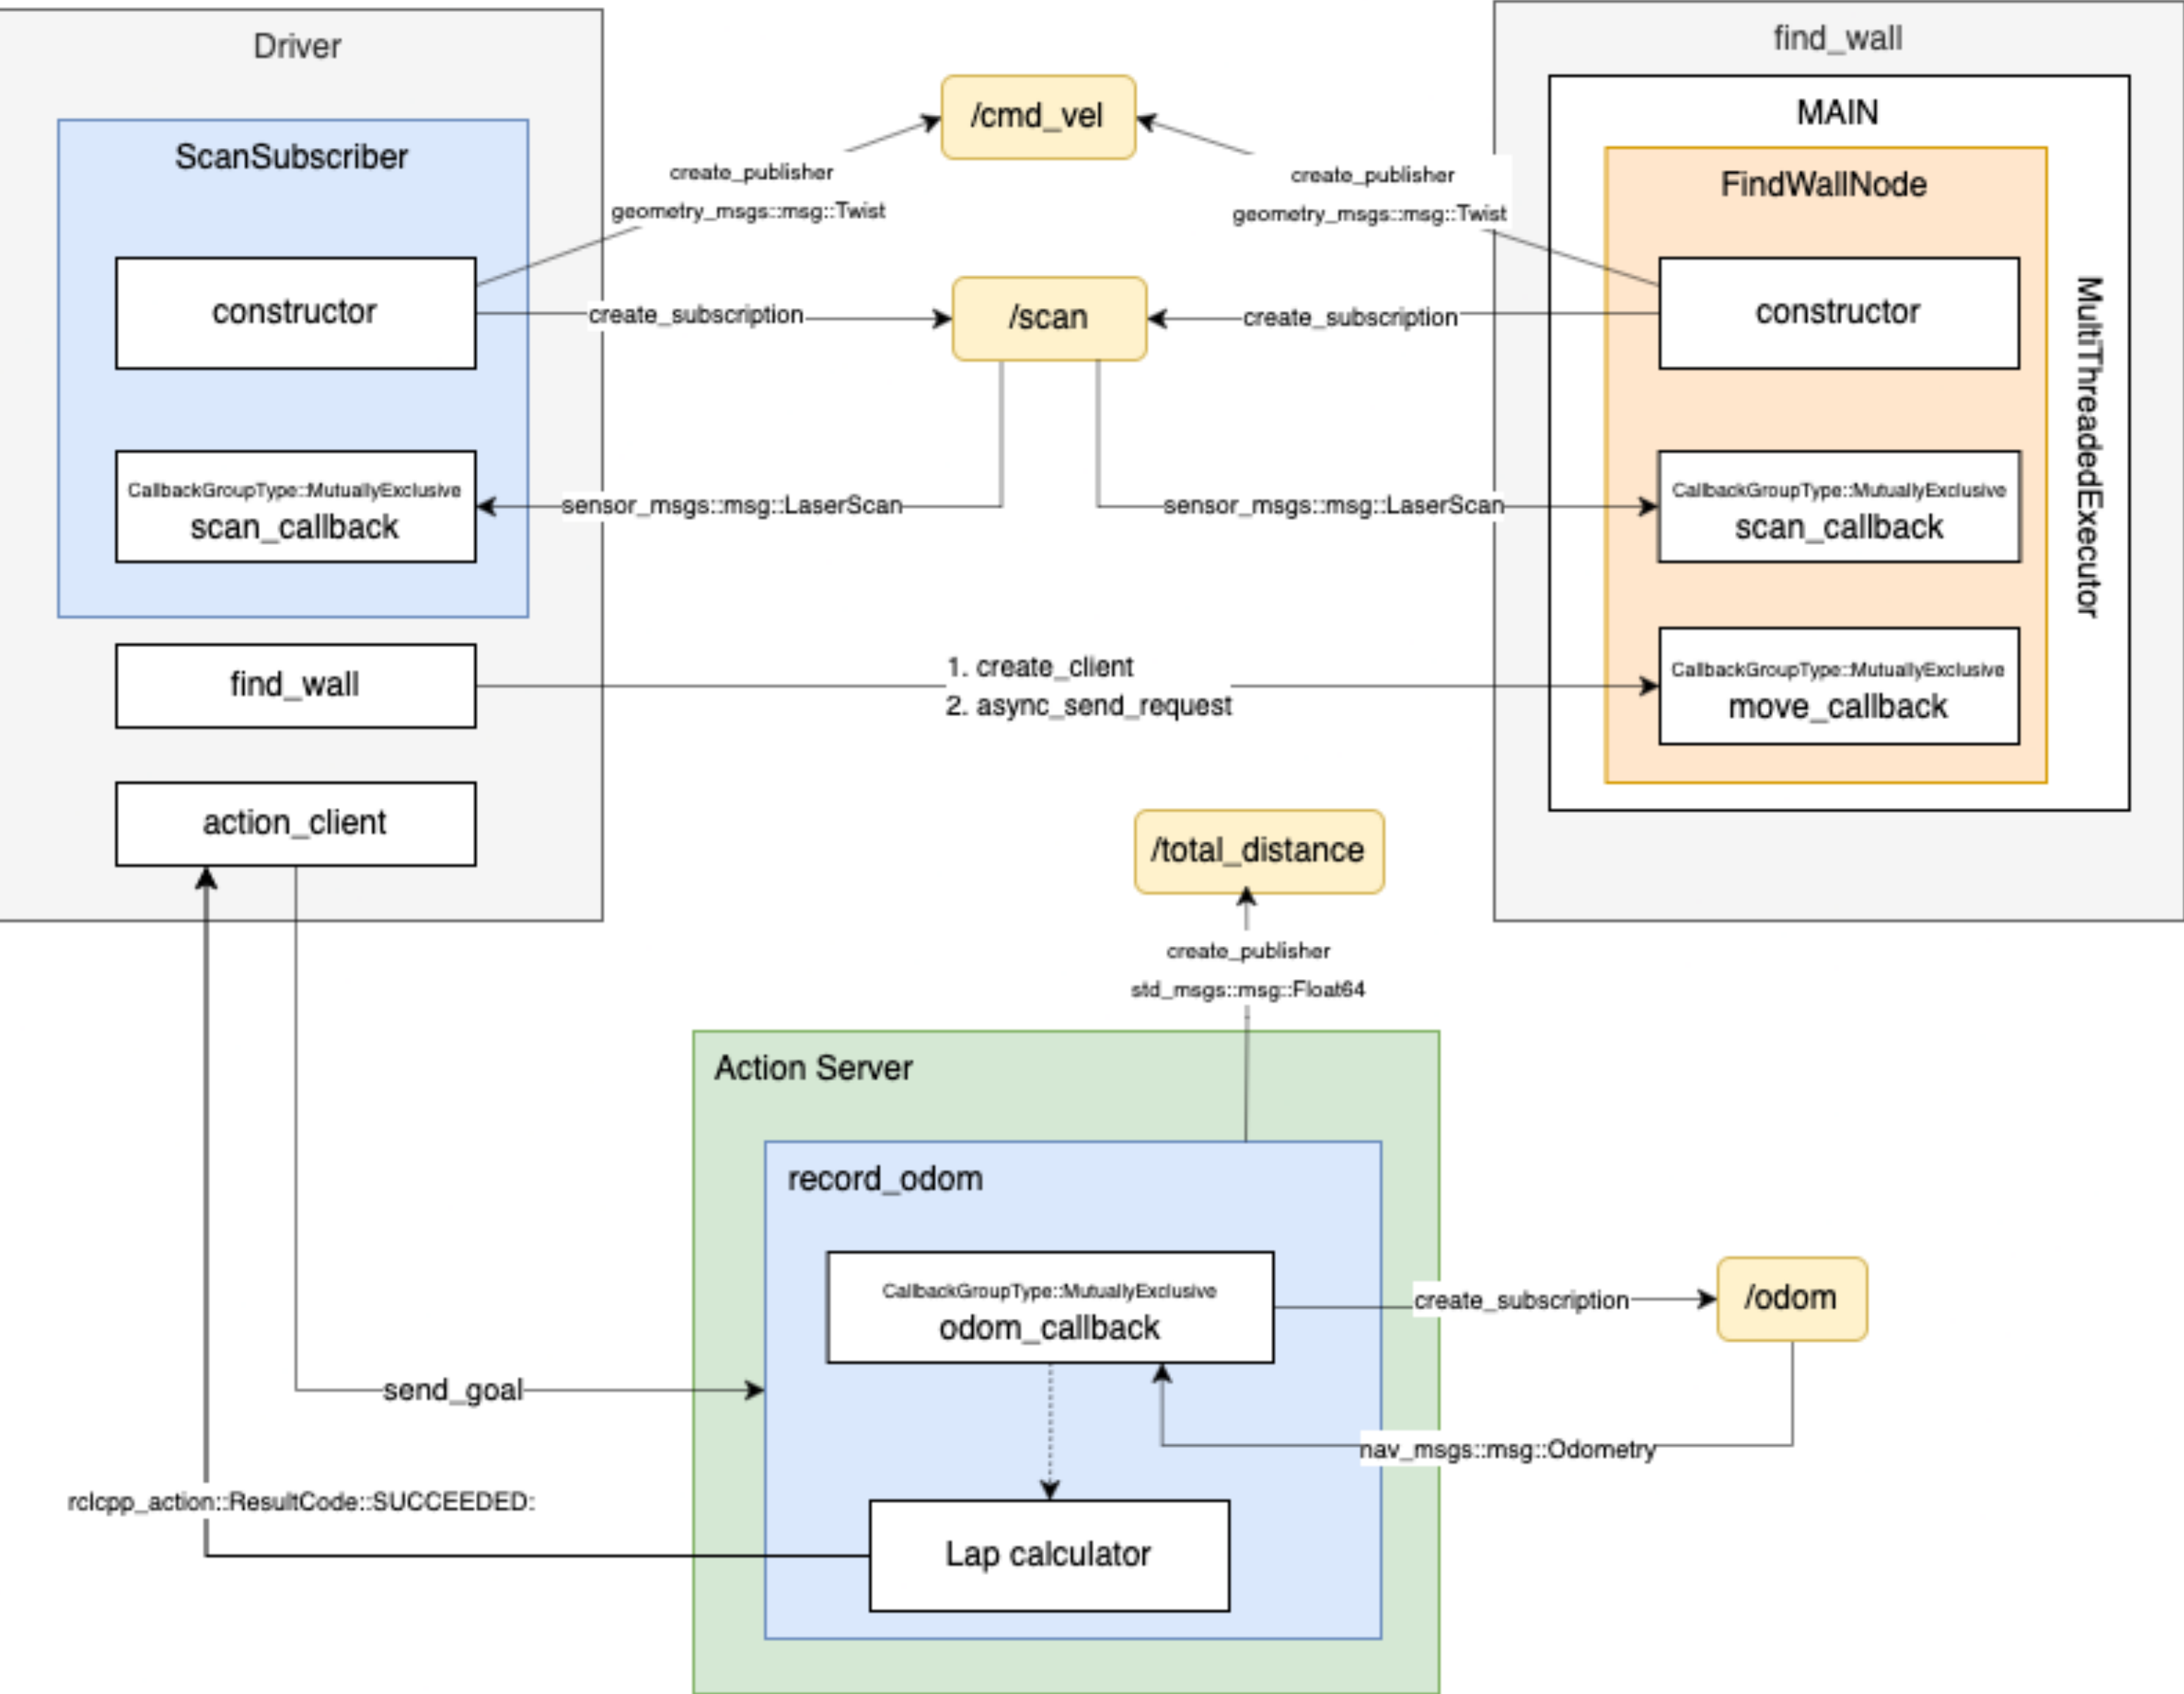 Driver
ScanSubscriber
constructor
CallbackGroupType::MutuallyExclusive
scan_callback
find_wall
action_client
/cmd_vel
create_publisher
geometry_msgs::msg::Twist
create_publisher
geometry_msgs::msg::Twist
/scan
create_subscription
create_subscription
sensor_msgs::msg::LaserScan
sensor_msgs::msg::LaserScan
1. create_client
2. async_send_request
find_wall
MAIN
FindWallNode
constructor
CallbackGroupType::MutuallyExclusive
scan_callback
CallbackGroupType::MutuallyExclusive
move_callback
MultiThreadedExecutor
/total_distance
create_publisher
std_msgs::msg::Float64
Action Server
record_odom
CallbackGroupType::MutuallyExclusive
odom_callback
create_subscription
/odom
send_goal
nav_msgs::msg::Odometry
rclcpp_action::ResultCode::SUCCEEDED:
Lap calculator